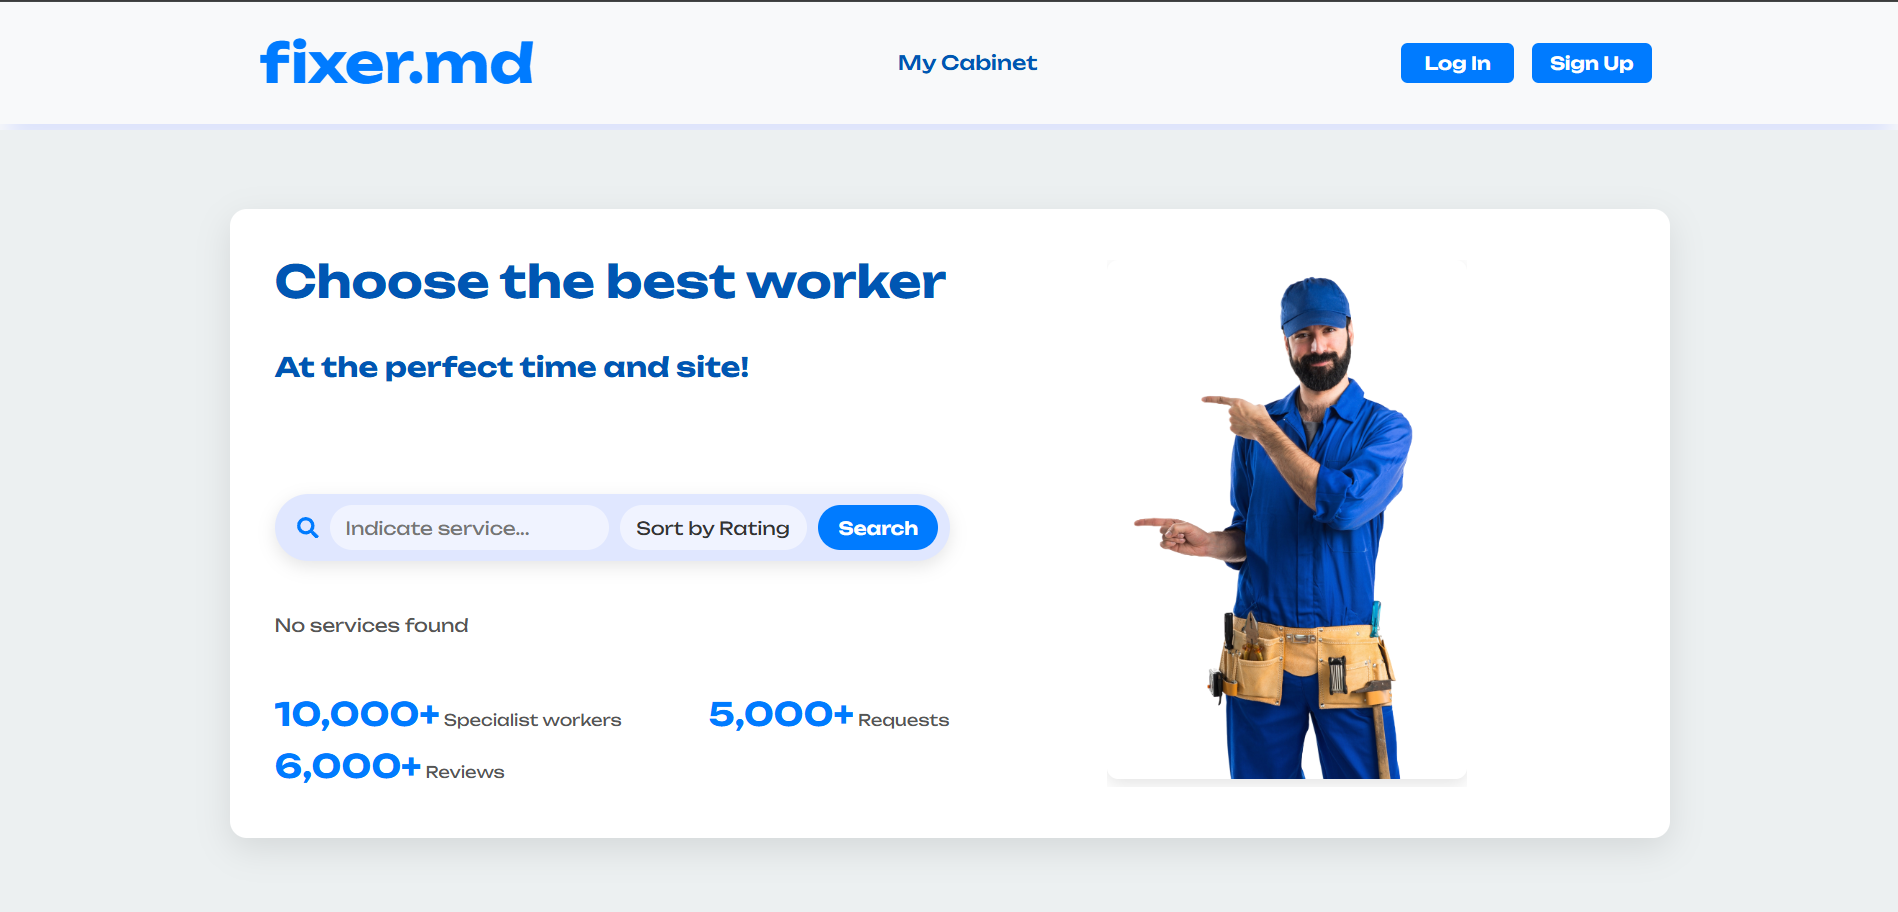 fixer.md
My Cabinet
Log In
Sign Up
Choose the best worker
At the perfect time and site!
Indicate service...
Sort by Rating
Search
No services found
10,000+ Specialist workers
5,000+ Requests
6,000+ Reviews